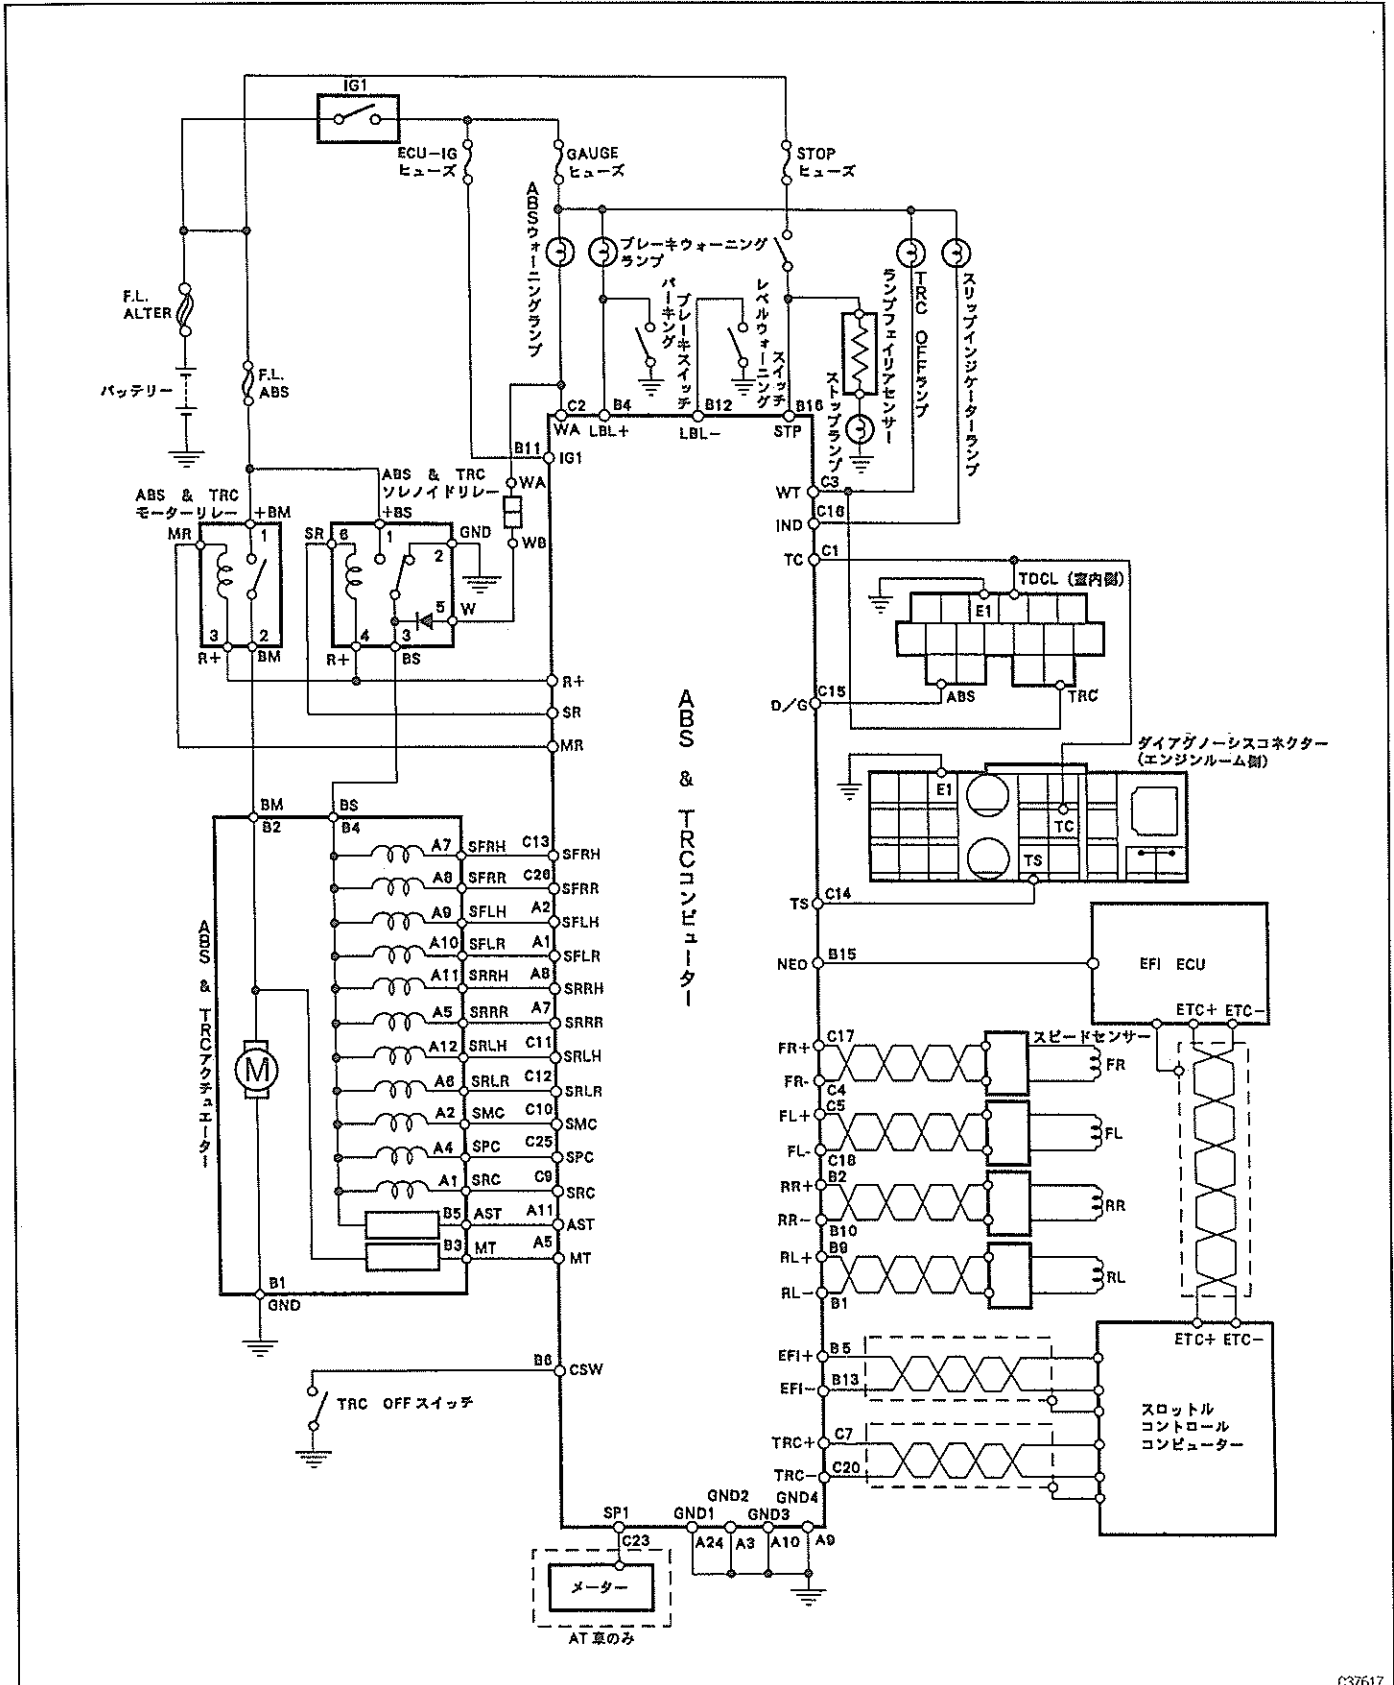 IG1
ECU-IG
ヒューズ
GAUGE
ヒューズ
STOP
ヒューズ
ABSウォーニングランプ
ブレーキウォーニング
ランプ
パーキング
ブレーキスイッチ
レベルウォーニング
スイッチ
ランプフェイリアセンサー
ストップランプ
TRC OFFランプ
スリップインジケーターランプ
F.L.
ALTER
バッテリー
F.L.
ABS
C2
B4
B12
B16
WA
LBL+
LBL-
STP
B11
IG1
ABS & TRC
モーターリレー
ABS & TRC
ソレノイドリレー
WA
WB
+BM
MR
1
3
2
R+
BM
+BS
SR
6
1
GND
2
5
W
4
3
R+
BS
R+
SR
MR
WT
C3
IND
C16
TC
C1
TDCL (室内側)
E1
ABS
TRC
D/G
C15
ダイアグノーシスコネクター
(エンジンルーム側)
E1
TC
TS
TS
C14
ABS & TRCコンピューター
NEO
B15
EFI ECU
ETC+ ETC-
BM
B2
BS
B4
ABS & TRCアクチュエーター
A7 SFRH C13 SFRH
A8 SFRR C26 SFRR
A9 SFLH A2 SFLH
A10 SFLR A1 SFLR
A11 SRRH A8 SRRH
A5 SRRR A7 SRRR
A12 SRLH C11 SRLH
A6 SRLR C12 SRLR
A2 SMC C10 SMC
A4 SPC C25 SPC
A1 SRC C9 SRC
B5 AST A11 AST
B3 MT A5 MT
M
B1
GND
スピードセンサー
FR+ C17
FR- C4
FR
FL+ C5
FL- C18
FL
RR+ B2
RR- B10
RR
RL+ B9
RL- B1
RL
ETC+ ETC-
EFI+ B5
EFI- B13
TRC+ C7
TRC- C20
スロットル
コントロール
コンピューター
B6
CSW
TRC OFFスイッチ
SP1
C23
GND1
GND2
GND3
GND4
A24
A3
A10
A9
メーター
AT車のみ
C37617